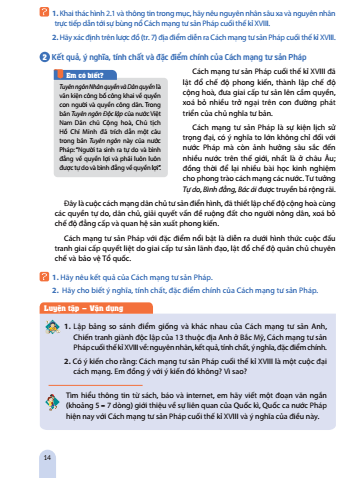 1. Khai thác hình 2.1 và thông tin trong mục, hãy nêu nguyên nhân sâu xa và nguyên nhân
trực tiếp dẫn tới sự bùng nổ Cách mạng tư sản Pháp cuối thế kỉ XVIII.
2. Hãy xác định trên lược đồ (tr. 7) địa điểm diễn ra Cách mạng tư sản Pháp cuối thế kỉ XVIII.
2 Kết quả, ý nghĩa, tính chất và đặc điểm chính của Cách mạng tư sản Pháp
Em có biết?
Tuyên ngôn Nhân quyền và Dân quyền là
văn kiện công bố công khai về quyền
con người và quyền công dân. Trong
bản Tuyên ngôn Độc lập của nước Việt
Nam Dân chủ Cộng hoà, Chủ tịch
Hồ Chí Minh đã trích dẫn một câu
trong bản Tuyên ngôn này của nước
Pháp: "Người ta sinh ra tự do và bình
đẳng về quyền lợi và phải luôn luôn
được tự do và bình đẳng về quyền lợi".
Cách mạng tư sản Pháp cuối thế kỉ XVIII đã
lật đổ chế độ phong kiến, thành lập chế độ
cộng hoà, đưa giai cấp tư sản lên cầm quyền,
xoá bỏ nhiều trở ngại trên con đường phát
triển của chủ nghĩa tư bản.
Cách mạng tư sản Pháp là sự kiện lịch sử
trọng đại, có ý nghĩa to lớn không chỉ đối với
nước Pháp mà còn ảnh hưởng sâu sắc đến
nhiều nước trên thế giới, nhất là ở châu Âu;
đồng thời để lại nhiều bài học kinh nghiệm
cho phong trào cách mạng các nước. Tư tưởng
Tự do, Bình đẳng, Bác ái được truyền bá rộng rãi.
Đây là cuộc cách mạng dân chủ tư sản điển hình, đã thiết lập chế độ cộng hoà cùng
các quyền tự do, dân chủ, giải quyết vấn đề ruộng đất cho người nông dân, xoá bỏ
chế độ đẳng cấp và quan hệ sản xuất phong kiến.
Cách mạng tư sản Pháp với đặc điểm nổi bật là diễn ra dưới hình thức cuộc đấu
tranh giai cấp quyết liệt do giai cấp tư sản lãnh đạo, lật đổ chế độ quân chủ chuyên
chế và bảo vệ Tổ quốc.
1. Hãy nêu kết quả của Cách mạng tư sản Pháp.
2. Hãy cho biết ý nghĩa, tính chất, đặc điểm chính của Cách mạng tư sản Pháp.
Luyện tập – Vận dụng
1. Lập bảng so sánh điểm giống và khác nhau của Cách mạng tư sản Anh,
Chiến tranh giành độc lập của 13 thuộc địa Anh ở Bắc Mỹ, Cách mạng tư sản
Pháp cuối thế kỉ XVIII về: nguyên nhân, kết quả, tính chất, ý nghĩa, đặc điểm chính.
2. Có ý kiến cho rằng: Cách mạng tư sản Pháp cuối thế kỉ XVIII là một cuộc đại
cách mạng. Em đồng ý với ý kiến đó không? Vì sao?
Tìm hiểu thông tin từ sách, báo và internet, em hãy viết một đoạn văn ngắn
(khoảng 5 – 7 dòng) giới thiệu về sự liên quan của Quốc kì, Quốc ca nước Pháp
hiện nay với Cách mạng tư sản Pháp cuối thế kỉ XVIII và ý nghĩa của điều này.
14